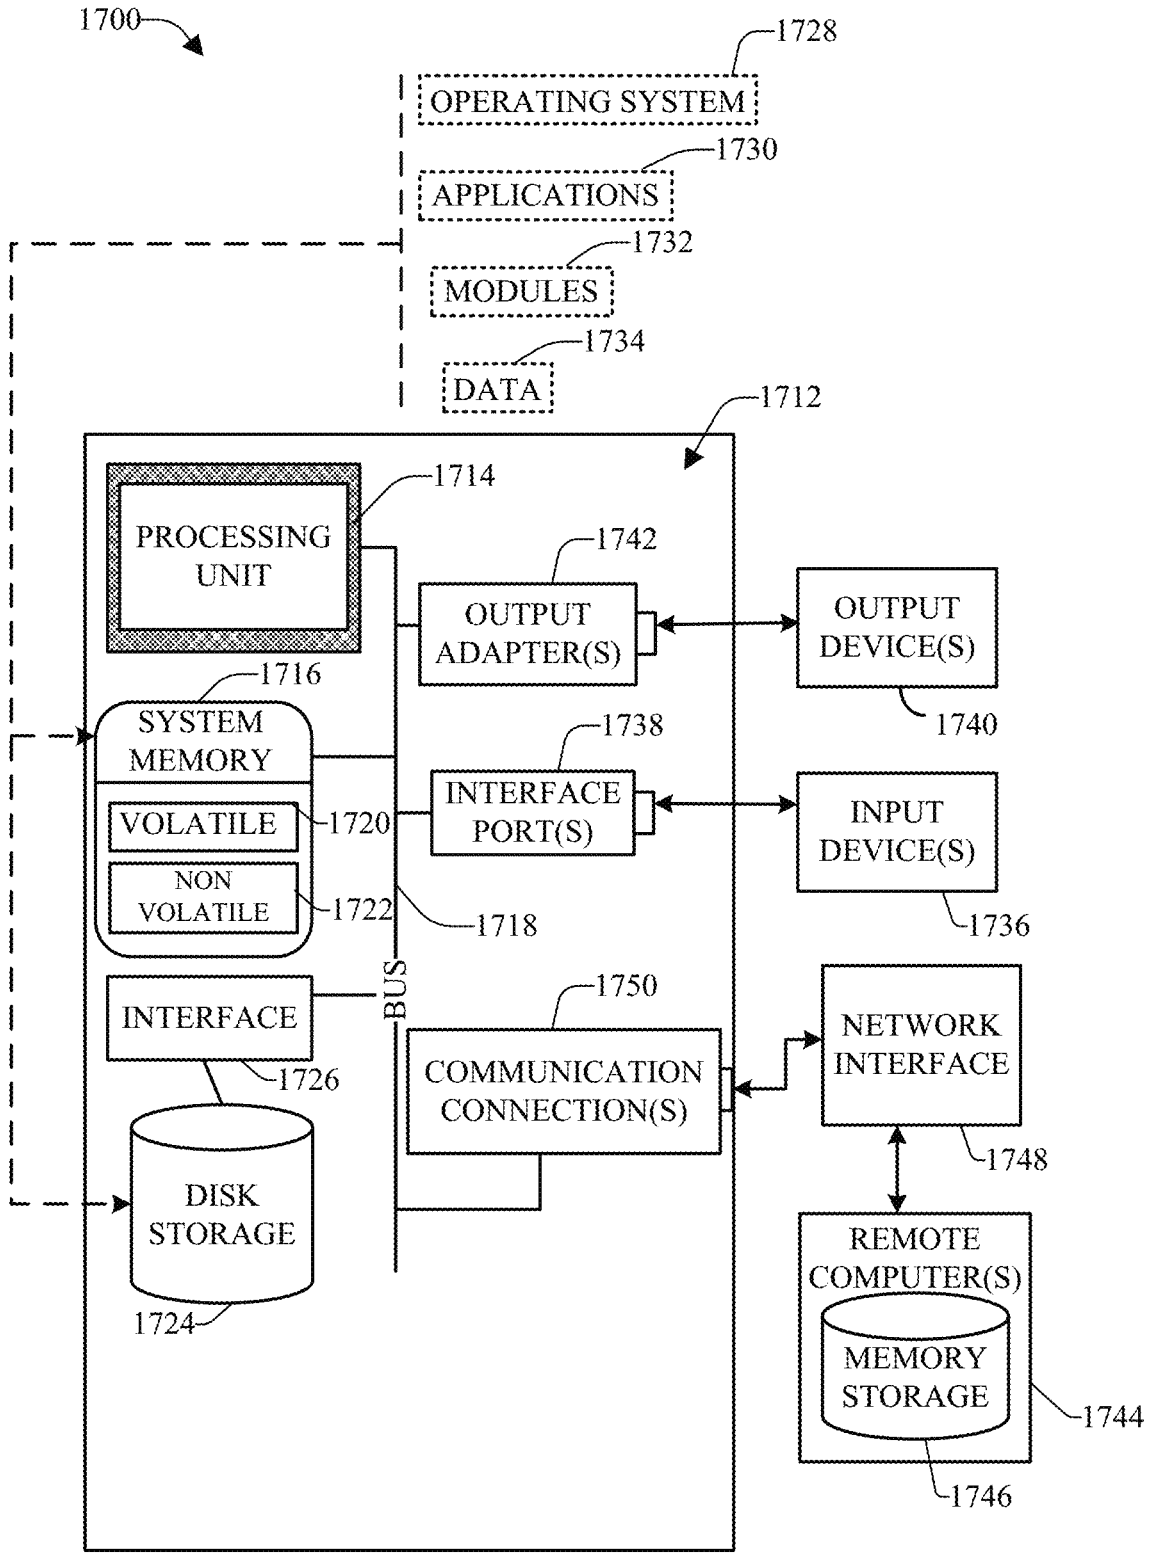 1700
1728
OPERATING SYSTEM
1730
APPLICATIONS
1732
MODULES
1734
DATA
1712
1714
PROCESSING
UNIT
1742
OUTPUT
ADAPTER(S)
OUTPUT
DEVICE(S)
1740
1716
SYSTEM
MEMORY
VOLATILE
1720
NON
VOLATILE
1722
1738
INTERFACE
PORT(S)
INPUT
DEVICE(S)
1736
1718
BUS
INTERFACE
1726
1750
COMMUNICATION
CONNECTION(S)
NETWORK
INTERFACE
1748
DISK
STORAGE
1724
REMOTE
COMPUTER(S)
MEMORY
STORAGE
1744
1746